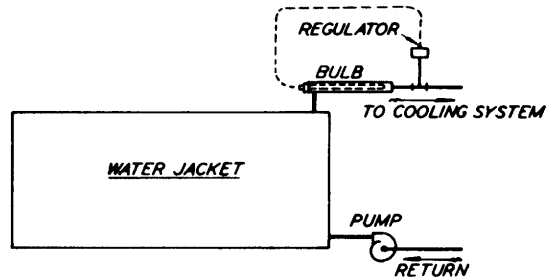 REGULATOR
BULB
TO COOLING SYSTEM
WATER JACKET
PUMP
RETURN